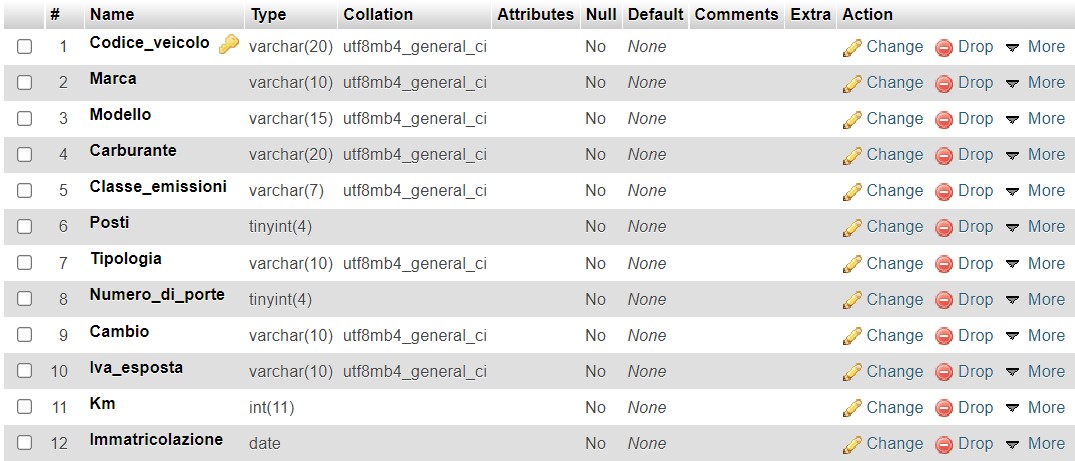 # Name Type Collation Attributes Null Default Comments Extra Action
1 Codice_veicolo varchar(20) utf8mb4_general_ci No None Change Drop More
2 Marca varchar(10) utf8mb4_general_ci No None Change Drop More
3 Modello varchar(15) utf8mb4_general_ci No None Change Drop More
4 Carburante varchar(20) utf8mb4_general_ci No None Change Drop More
5 Classe_emissioni varchar(7) utf8mb4_general_ci No None Change Drop More
6 Posti tinyint(4) No None Change Drop More
7 Tipologia varchar(10) utf8mb4_general_ci No None Change Drop More
8 Numero_di_porte tinyint(4) No None Change Drop More
9 Cambio varchar(10) utf8mb4_general_ci No None Change Drop More
10 Iva_esposta varchar(10) utf8mb4_general_ci No None Change Drop More
11 Km int(11) No None Change Drop More
12 Immatricolazione date No None Change Drop More